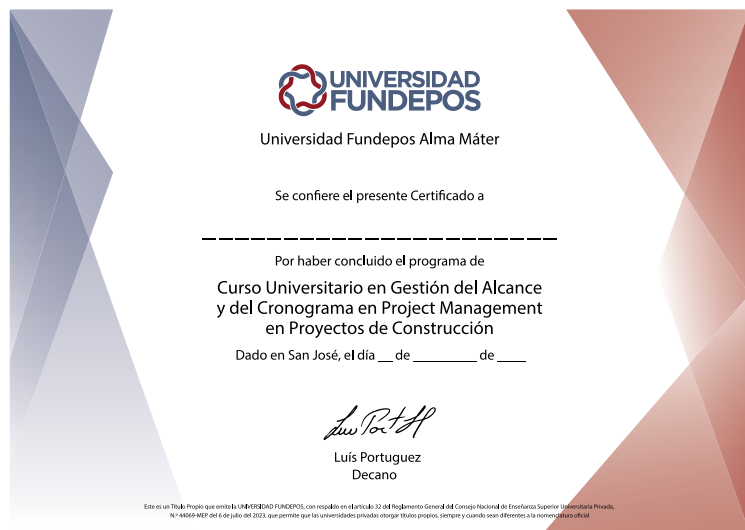 UNIVERSIDAD
FUNDEPOS
Universidad Fundepos Alma Máter
Se confiere el presente Certificado a
Por haber concluido el programa de
Curso Universitario en Gestión del Alcance
y del Cronograma en Project Management
en Proyectos de Construcción
Dado en San José, el día __ de ________ de ____
Luís Portuguez
Decano
Este es un Título Propio que emite la UNIVERSIDAD FUNDEPOS, con respaldo en el artículo 32 del Reglamento General del Consejo Nacional de Enseñanza Superior Universitaria Privada,
N.º 44069-MEP del 6 de julio del 2023, que permite que las universidades privadas otorgar títulos propios, siempre y cuando sean diferentes a la nomenclatura oficial